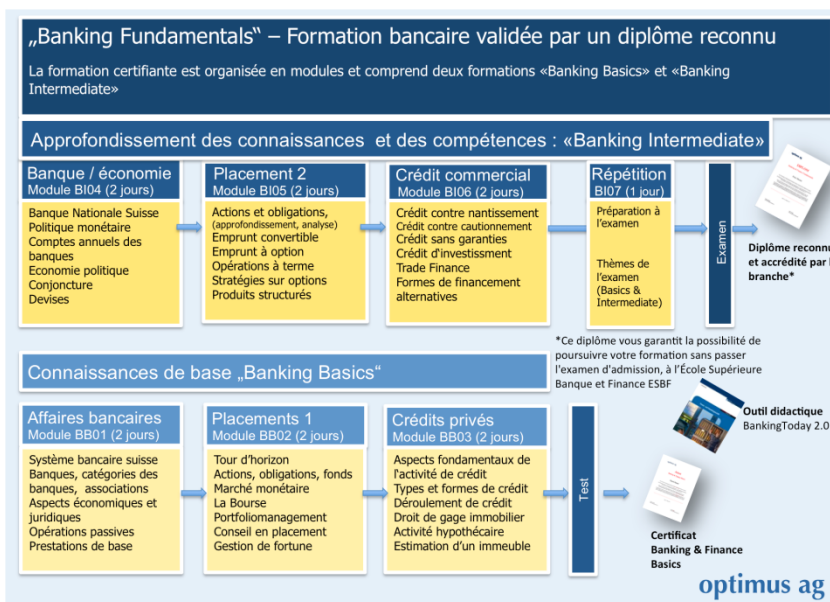 „Banking Fundamentals“ – Formation bancaire validée par un diplôme reconnu
La formation certifiante est organisée en modules et comprend deux formations «Banking Basics» et «Banking
Intermediate»
Approfondissement des connaissances et des compétences : «Banking Intermediate»
Banque / économie
Module BI04 (2 jours)
Banque Nationale Suisse
Politique monétaire
Comptes annuels des
banques
Economie politique
Conjoncture
Devises
Placement 2
Module BI05 (2 jours)
Actions et obligations,
(approfondissement, analyse)
Emprunt convertible
Emprunt à option
Opérations à terme
Stratégies sur options
Produits structurés
Crédit commercial
Module BI06 (2 jours)
Crédit contre nantissement
Crédit contre cautionnement
Crédit sans garanties
Crédit d'investissment
Trade Finance
Formes de financement
alternatives
Répétition
BI07 (1 jour)
Préparation à
l'examen
Thèmes de
l'examen
(Basics &
Intermediate)
Examen
Diplôme reconnu
et accrédité par l
branche*
*Ce diplôme vous garantit la possibilité de
poursuivre votre formation sans passer
l'examen d'admission, à l'École Supérieure
Banque et Finance ESBF
Connaissances de base „Banking Basics“
Affaires bancaires
Module BB01 (2 jours)
Système bancaire suisse
Banques, catégories des
banques, associations
Aspects économiques et
juridiques
Opérations passives
Prestations de base
Placements 1
Module BB02 (2 jours)
Tour d'horizon
Actions, obligations, fonds
Marché monétaire
La Bourse
Portfoliomanagement
Conseil en placement
Gestion de fortune
Crédits privés
Module BB03 (2 jours)
Aspects fondamentaux de
l'activité de crédit
Types et formes de crédit
Déroulement de crédit
Droit de gage immobilier
Activité hypothécaire
Estimation d'un immeuble
Test
Outil didactique
BankingToday 2.0
Certificat
Banking & Finance
Basics
optimus ag